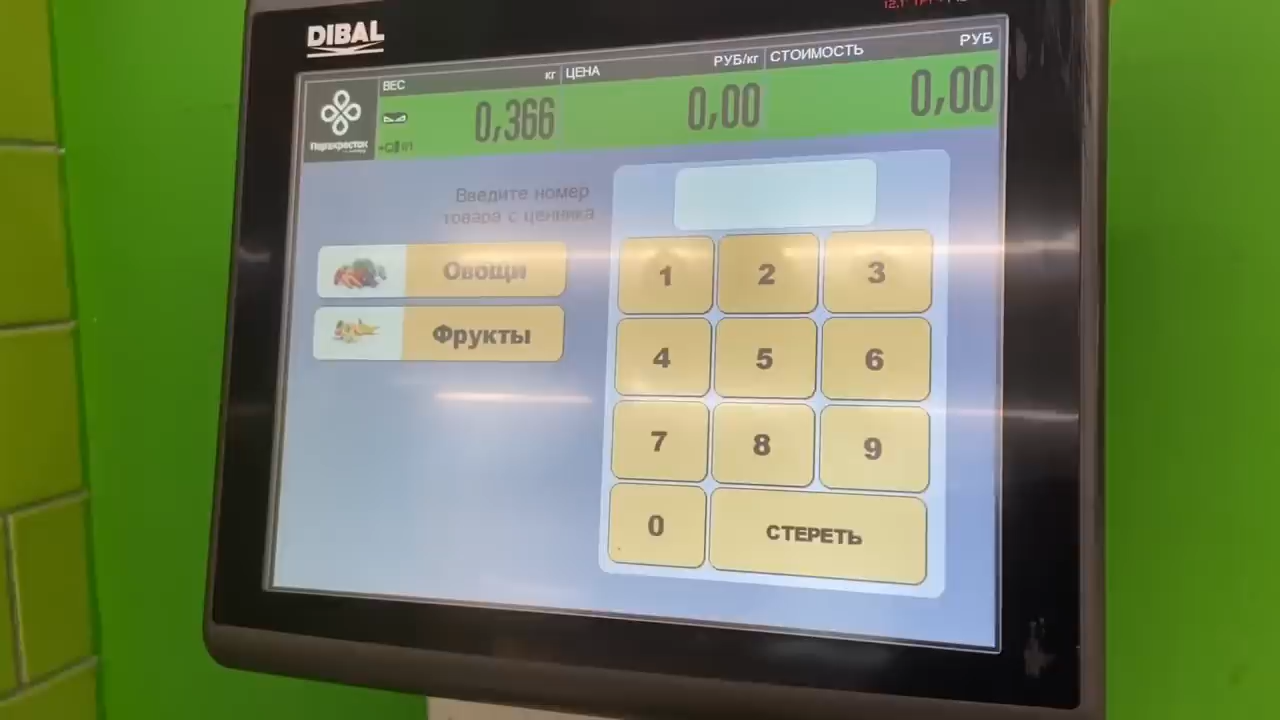 DIBAL
ВЕС кг ЦЕНА РУБ/кг СТОИМОСТЬ РУБ
0,366 0,00 0,00
Перекресток
Введите номер
товара с ценника
Овощи
Фрукты
1 2 3
4 5 6
7 8 9
0 СТЕРЕТЬ